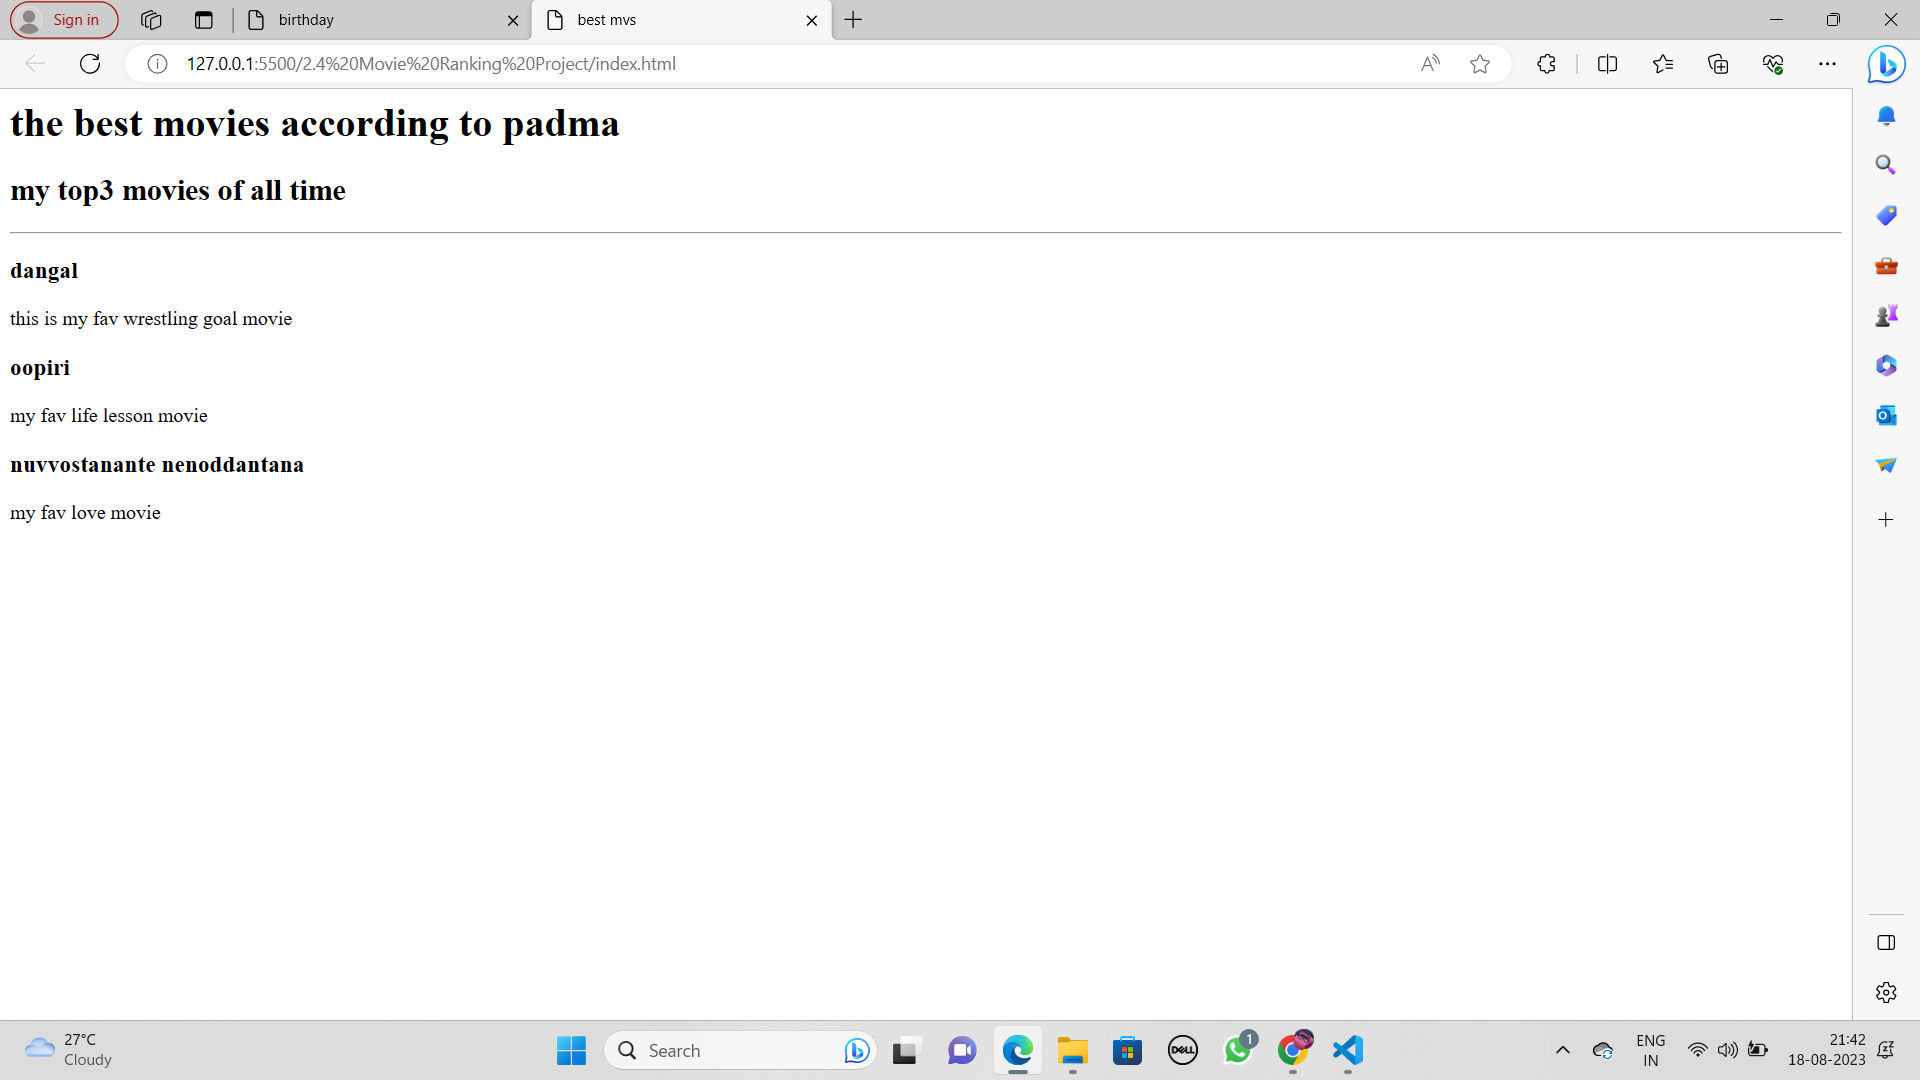 Sign in
birthday
best mvs
127.0.0.1:5500/2.4%20Movie%20Ranking%20Project/index.html
the best movies according to padma
my top3 movies of all time
dangal
this is my fav wrestling goal movie
oopiri
my fav life lesson movie
nuvvostanante nenoddantana
my fav love movie
27°C
Cloudy
Search
DELL
1
ENG
IN
21:42
18-08-2023